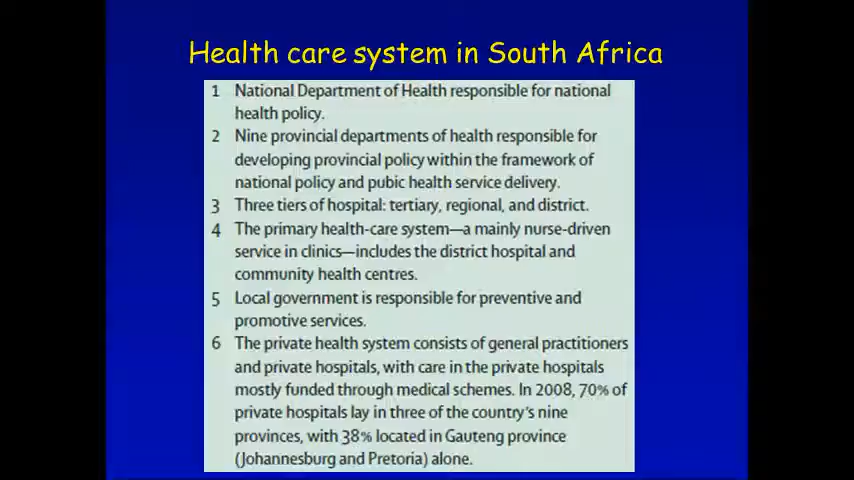 Health care system in South Africa
1 National Department of Health responsible for national
health policy.
2 Nine provincial departments of health responsible for
developing provincial policy within the framework of
national policy and pubic health service delivery.
3 Three tiers of hospital: tertiary, regional, and district.
4 The primary health-care system—a mainly nurse-driven
service in clinics—includes the district hospital and
community health centres.
5 Local government is responsible for preventive and
promotive services.
6 The private health system consists of general practitioners
and private hospitals, with care in the private hospitals
mostly funded through medical schemes. In 2008, 70% of
private hospitals lay in three of the country's nine
provinces, with 38% located in Gauteng province
(Johannesburg and Pretoria) alone.